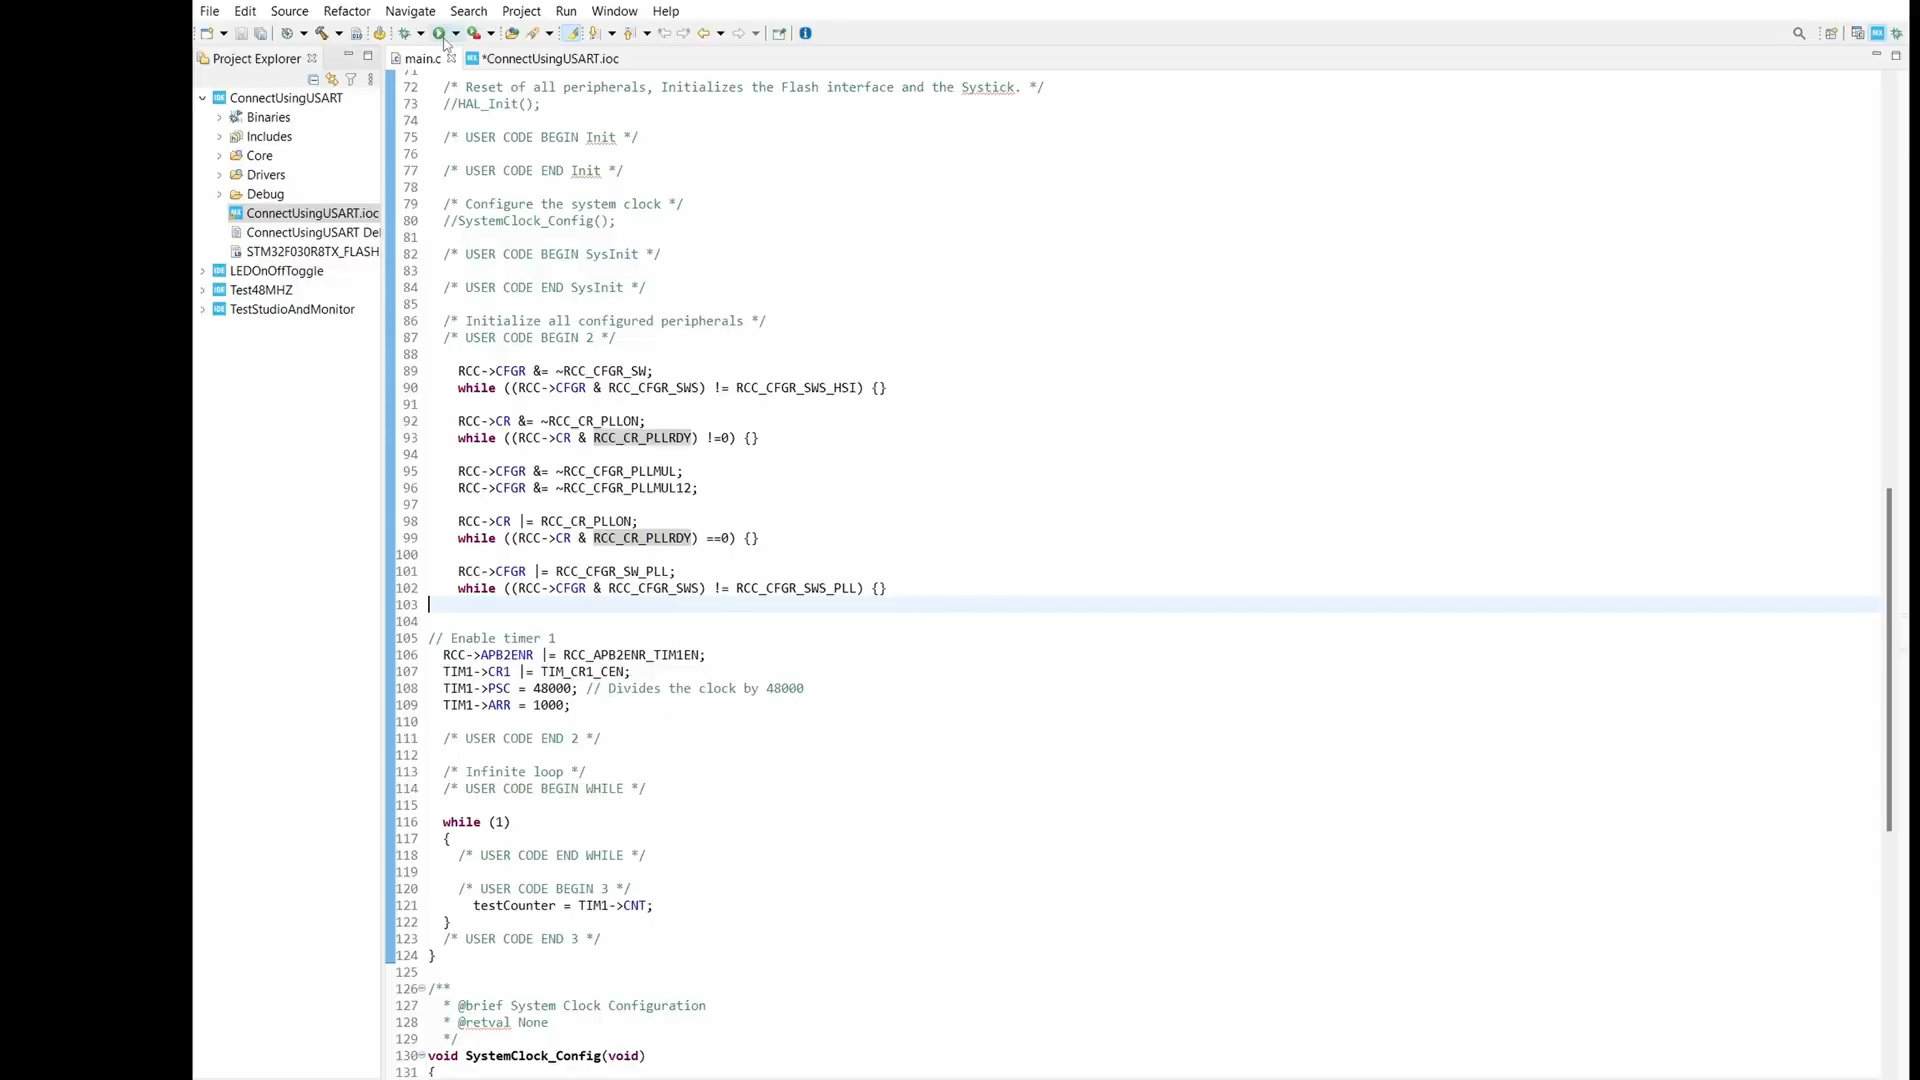 File Edit Source Refactor Navigate Search Project Run Window Help
Project Explorer
main.c
*ConnectUsingUSART.ioc
ConnectUsingUSART
Binaries
Includes
Core
Drivers
Debug
ConnectUsingUSART.ioc
ConnectUsingUSART De
STM32F030R8TX_FLASH
LEDOnOffToggle
Test48MHZ
TestStudioAndMonitor
71
72 /* Reset of all peripherals, Initializes the Flash interface and the Systick. */
73 //HAL_Init();
74
75 /* USER CODE BEGIN Init */
76
77 /* USER CODE END Init */
78
79 /* Configure the system clock */
80 //SystemClock_Config();
81
82 /* USER CODE BEGIN SysInit */
83
84 /* USER CODE END SysInit */
85
86 /* Initialize all configured peripherals */
87 /* USER CODE BEGIN 2 */
88
89 RCC->CFGR &= ~RCC_CFGR_SW;
90 while ((RCC->CFGR & RCC_CFGR_SWS) != RCC_CFGR_SWS_HSI) {}
91
92 RCC->CR &= ~RCC_CR_PLLON;
93 while ((RCC->CR & RCC_CR_PLLRDY) !=0) {}
94
95 RCC->CFGR &= ~RCC_CFGR_PLLMUL;
96 RCC->CFGR &= ~RCC_CFGR_PLLMUL12;
97
98 RCC->CR |= RCC_CR_PLLON;
99 while ((RCC->CR & RCC_CR_PLLRDY) ==0) {}
100
101 RCC->CFGR |= RCC_CFGR_SW_PLL;
102 while ((RCC->CFGR & RCC_CFGR_SWS) != RCC_CFGR_SWS_PLL) {}
103
104
105 // Enable timer 1
106 RCC->APB2ENR |= RCC_APB2ENR_TIM1EN;
107 TIM1->CR1 |= TIM_CR1_CEN;
108 TIM1->PSC = 48000; // Divides the clock by 48000
109 TIM1->ARR = 1000;
110
111 /* USER CODE END 2 */
112
113 /* Infinite loop */
114 /* USER CODE BEGIN WHILE */
115
116 while (1)
117 {
118 /* USER CODE END WHILE */
119
120 /* USER CODE BEGIN 3 */
121 testCounter = TIM1->CNT;
122 }
123 /* USER CODE END 3 */
124 }
125
126 /**
127 * @brief System Clock Configuration
128 * @retval None
129 */
130 void SystemClock_Config(void)
131 {